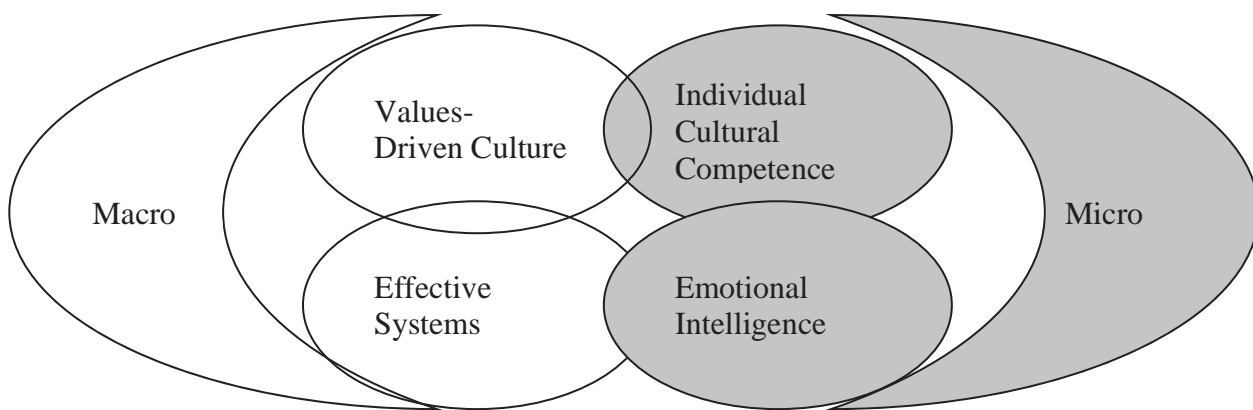 Values-
Driven Culture
Individual
Cultural
Competence
Macro
Micro
Effective
Systems
Emotional
Intelligence